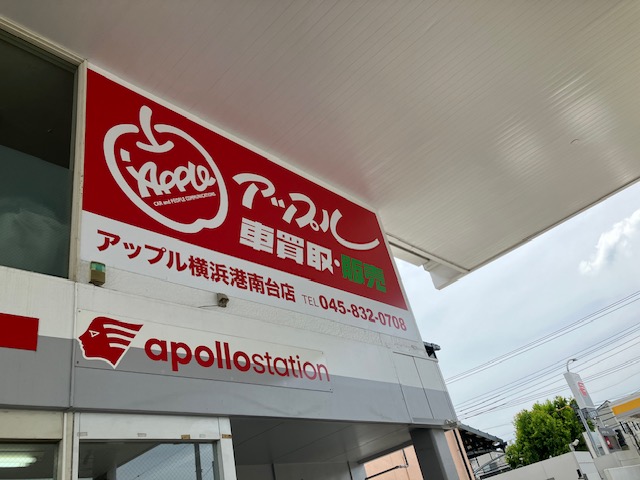 Apple
CAR and PEOPLE COMMUNICATIONS
アップル
車買取・販売
アップル横浜港南台店 TEL 045-832-0708
apollostation